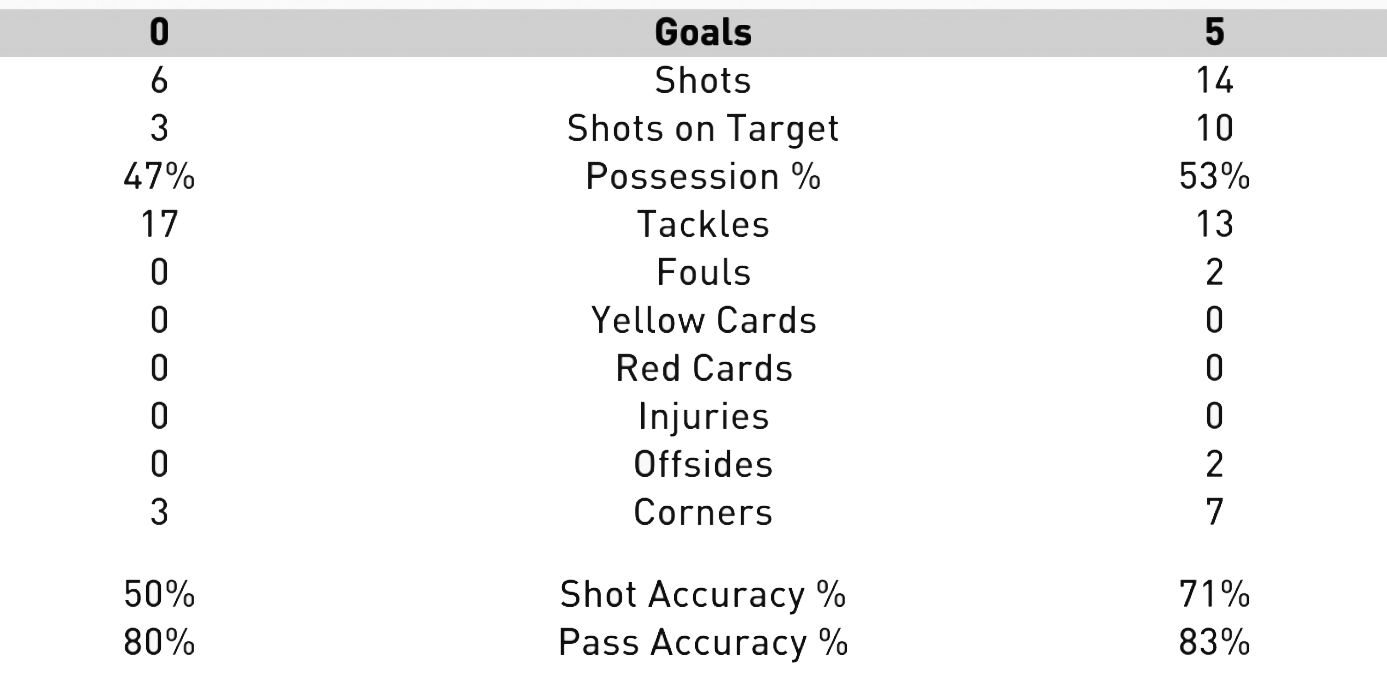 0 Goals 5
6 Shots 14
3 Shots on Target 10
47% Possession % 53%
17 Tackles 13
0 Fouls 2
0 Yellow Cards 0
0 Red Cards 0
0 Injuries 0
0 Offsides 2
3 Corners 7
50% Shot Accuracy % 71%
80% Pass Accuracy % 83%